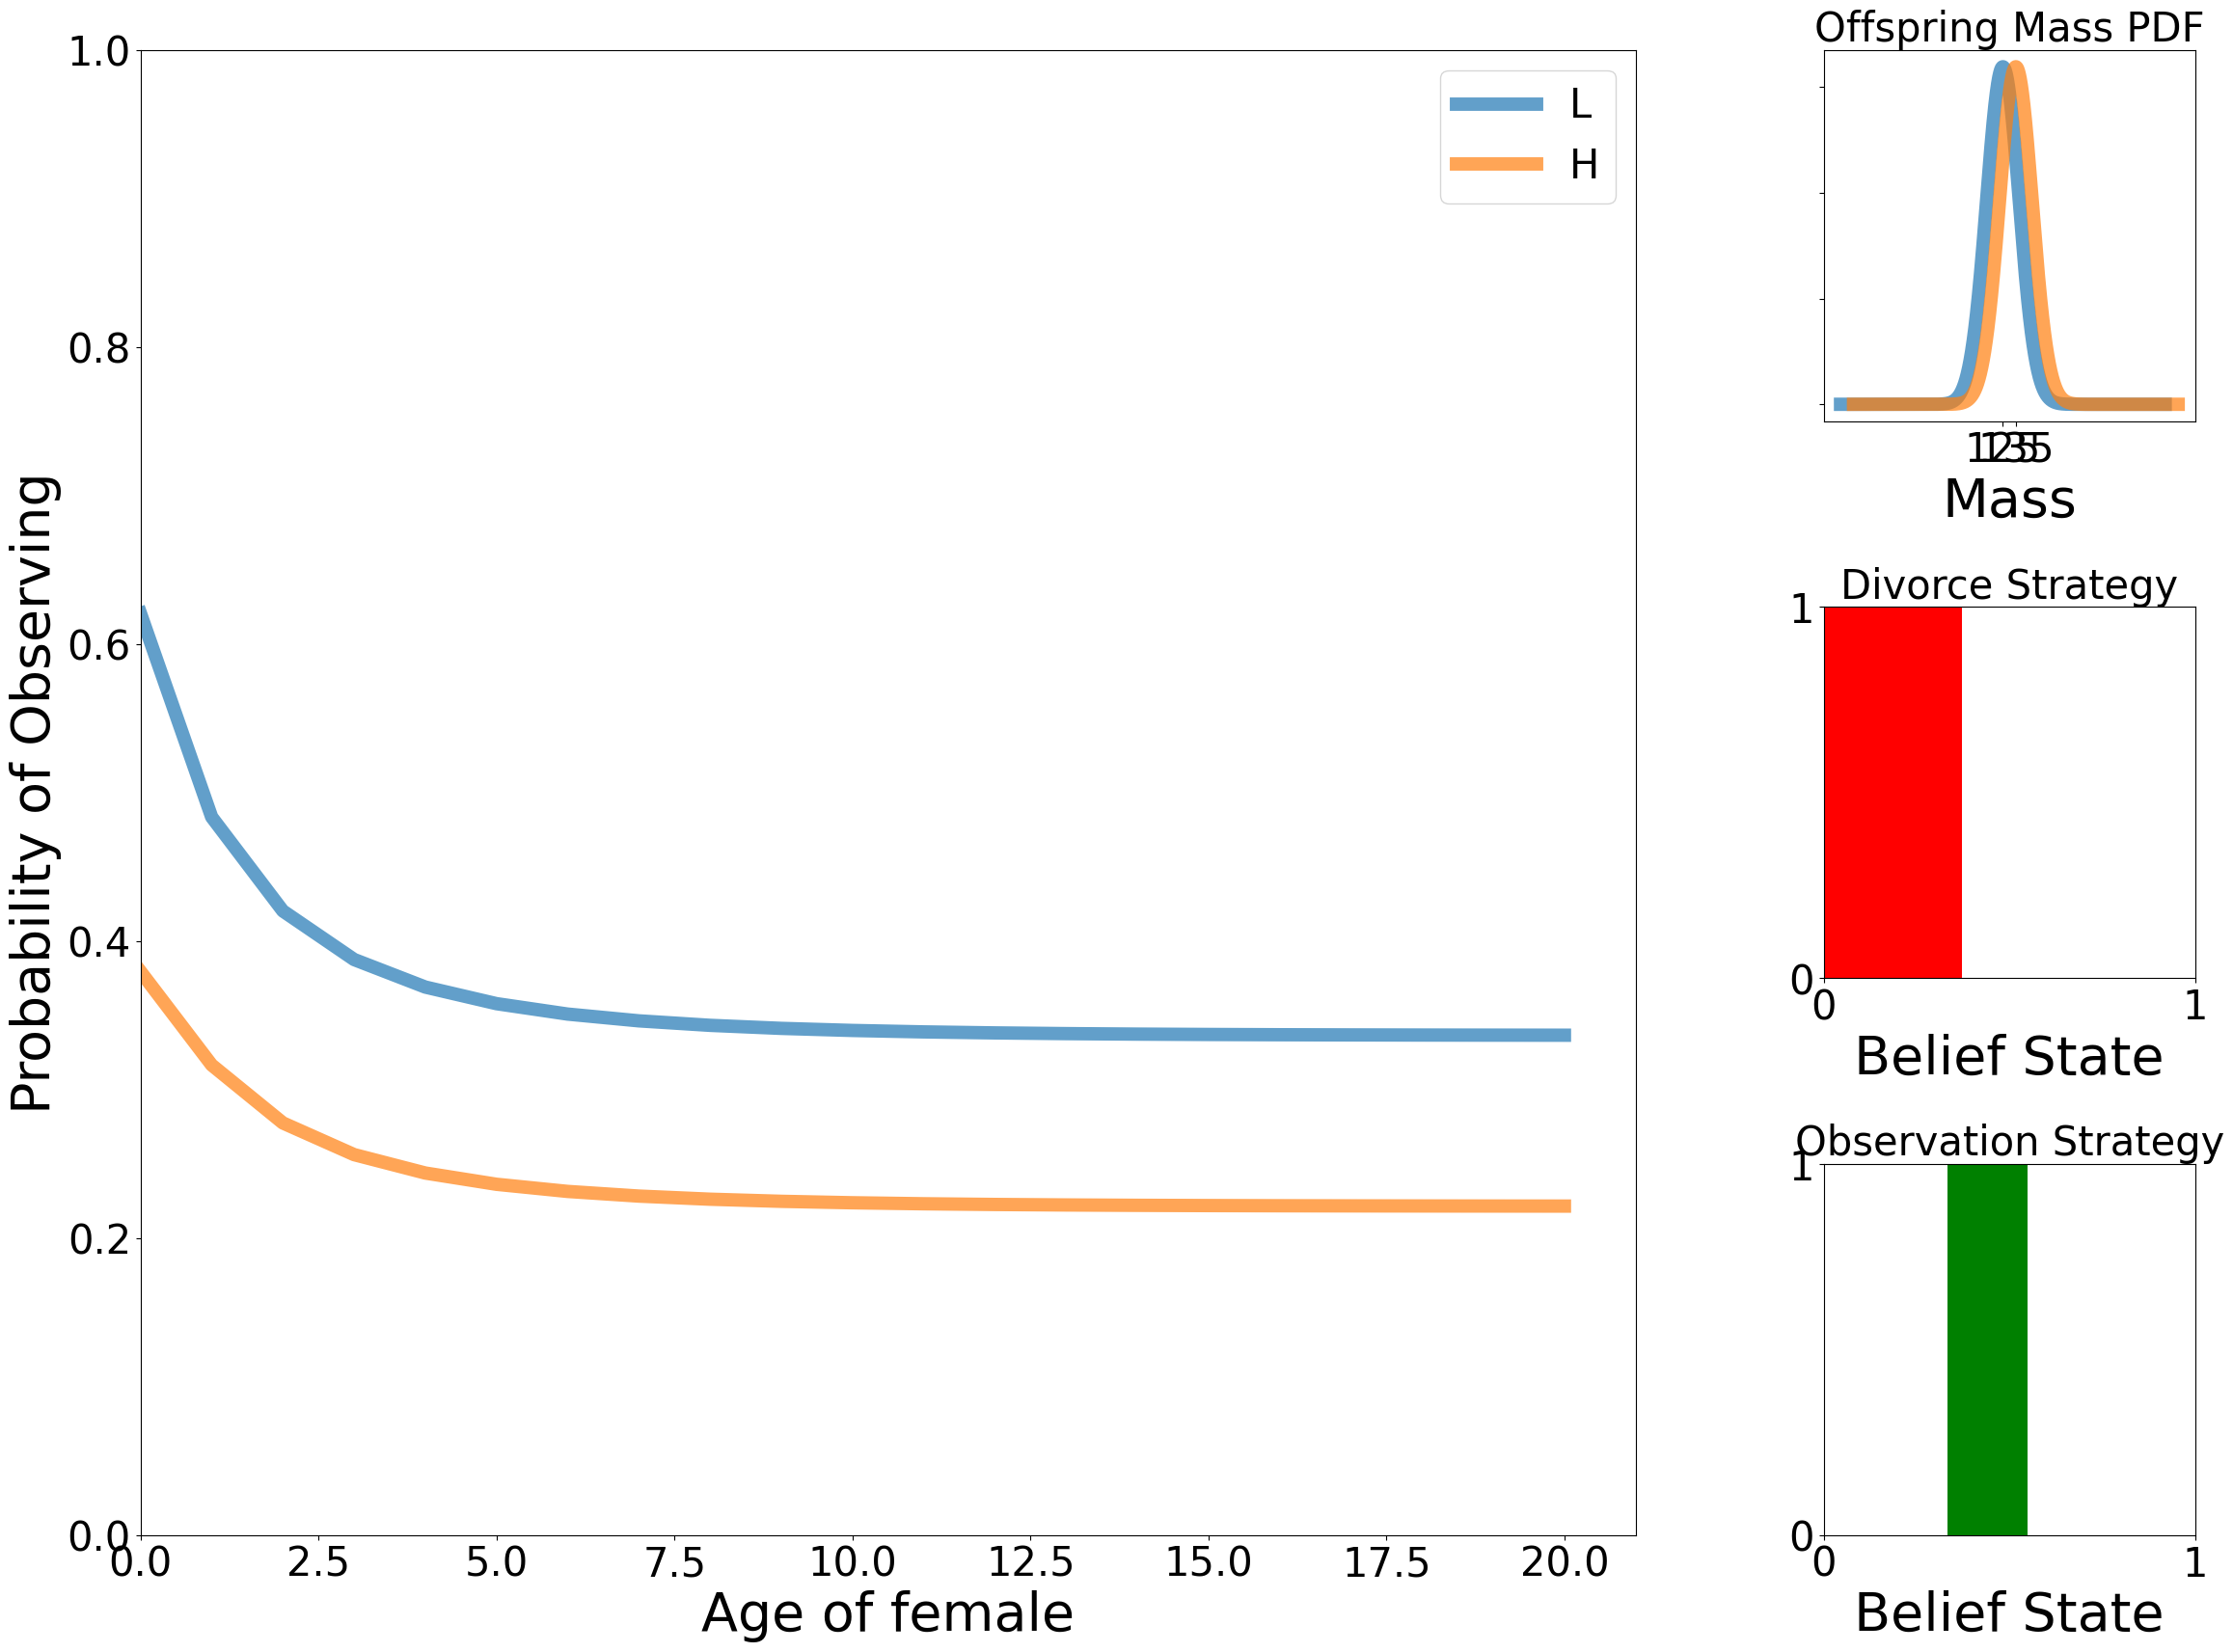 1.0
0.8
0.6
0.4
0.2
0.0
Probability of Observing
0.0 2.5 5.0 7.5 10.0 12.5 15.0 17.5 20.0
Age of female
L
H
Offspring Mass PDF
Mass
Divorce Strategy
1
0
0 1
Belief State
Observation Strategy
1
0
0 1
Belief State